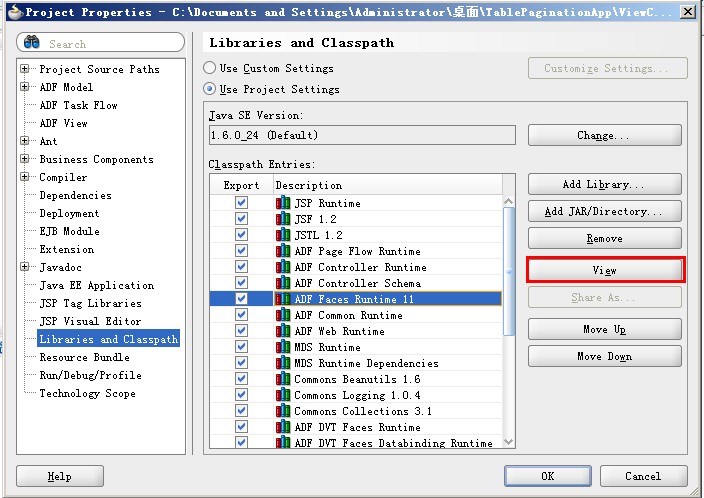 Project Properties - C:\Documents and Settings\Administrator\桌面\TablePaginationApp\ViewC...
Search
Project Source Paths
ADF Model
ADF Task Flow
ADF View
Ant
Business Components
Compiler
Dependencies
Deployment
EJB Module
Extension
Javadoc
Java EE Application
JSP Tag Libraries
JSP Visual Editor
Libraries and Classpath
Resource Bundle
Run/Debug/Profile
Technology Scope
Libraries and Classpath
Use Custom Settings
Customize Settings...
Use Project Settings
Java SE Version:
1.6.0_24 (Default)
Change...
Classpath Entries:
Export Description
JSP Runtime
JSF 1.2
JSTL 1.2
ADF Page Flow Runtime
ADF Controller Runtime
ADF Controller Schema
ADF Faces Runtime 11
ADF Common Runtime
ADF Web Runtime
MDS Runtime
MDS Runtime Dependencies
Commons Beanutils 1.6
Commons Logging 1.0.4
Commons Collections 3.1
ADF DVT Faces Runtime
ADF DVT Faces Databinding Runtime
Add Library...
Add JAR/Directory...
Remove
View
Share As...
Move Up
Move Down
Help
OK
Cancel